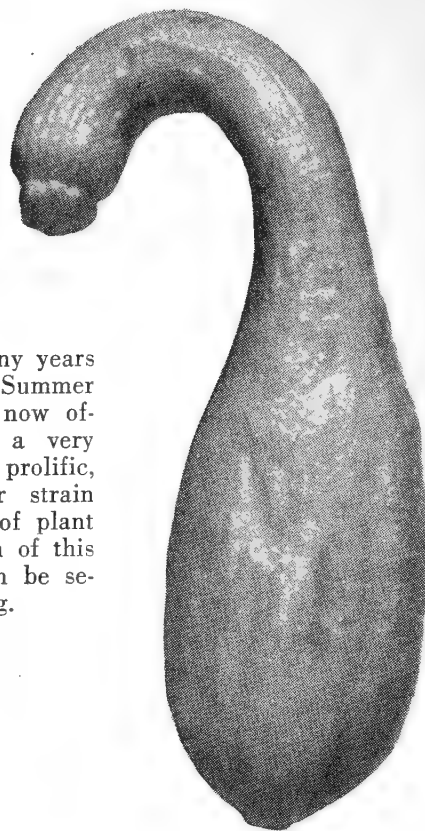 ny years
Summer
now of-
a very
prolific,
r strain
of plant
n of this
n be se-
g.